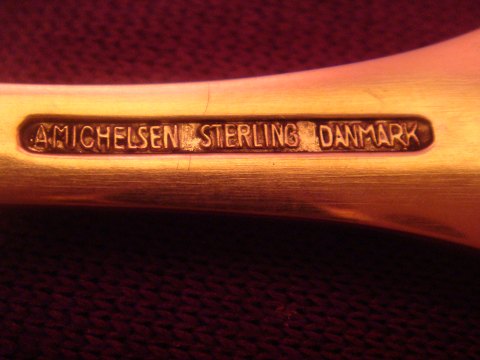 A.MICHELSEN STERLING DANMARK